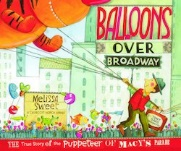 BALLOONS
OVER
BROADWAY
Melissa
Sweet
THE True Story of the PUPPETEER OF MACY'S PARADE